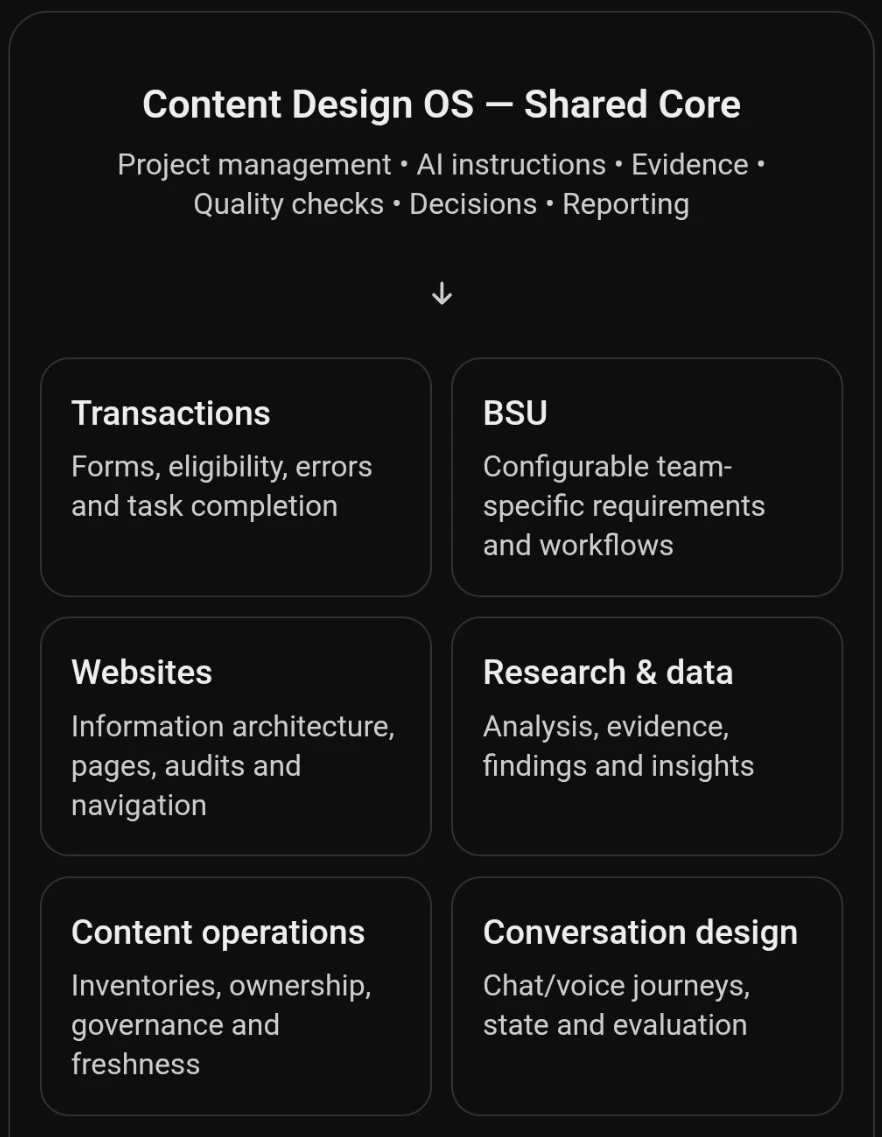 Content Design OS — Shared Core
Project management • AI instructions • Evidence •
Quality checks • Decisions • Reporting
↓
Transactions
Forms, eligibility, errors
and task completion
BSU
Configurable team-
specific requirements
and workflows
Websites
Information architecture,
pages, audits and
navigation
Research & data
Analysis, evidence,
findings and insights
Content operations
Inventories, ownership,
governance and
freshness
Conversation design
Chat/voice journeys,
state and evaluation